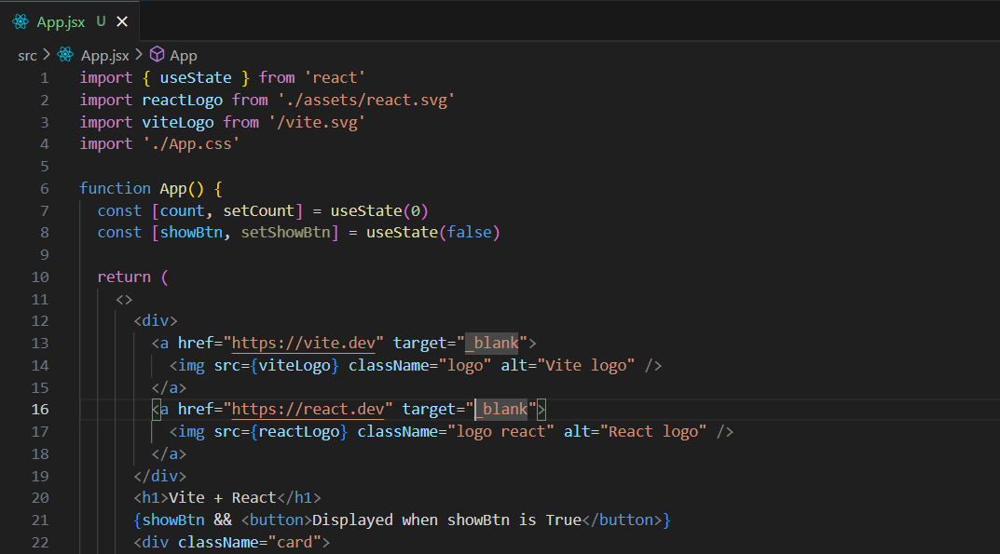 App.jsx U ×
src > App.jsx > App
1 import { useState } from 'react'
2 import reactLogo from './assets/react.svg'
3 import viteLogo from '/vite.svg'
4 import './App.css'
5
6 function App() {
7   const [count, setCount] = useState(0)
8   const [showBtn, setShowBtn] = useState(false)
9
10   return (
11     <>
12       <div>
13         <a href="https://vite.dev" target="_blank">
14           <img src={viteLogo} className="logo" alt="Vite logo" />
15         </a>
16         <a href="https://react.dev" target="_blank">
17           <img src={reactLogo} className="logo react" alt="React logo" />
18         </a>
19       </div>
20       <h1>Vite + React</h1>
21       {showBtn && <button>Displayed when showBtn is True</button>}
22       <div className="card">